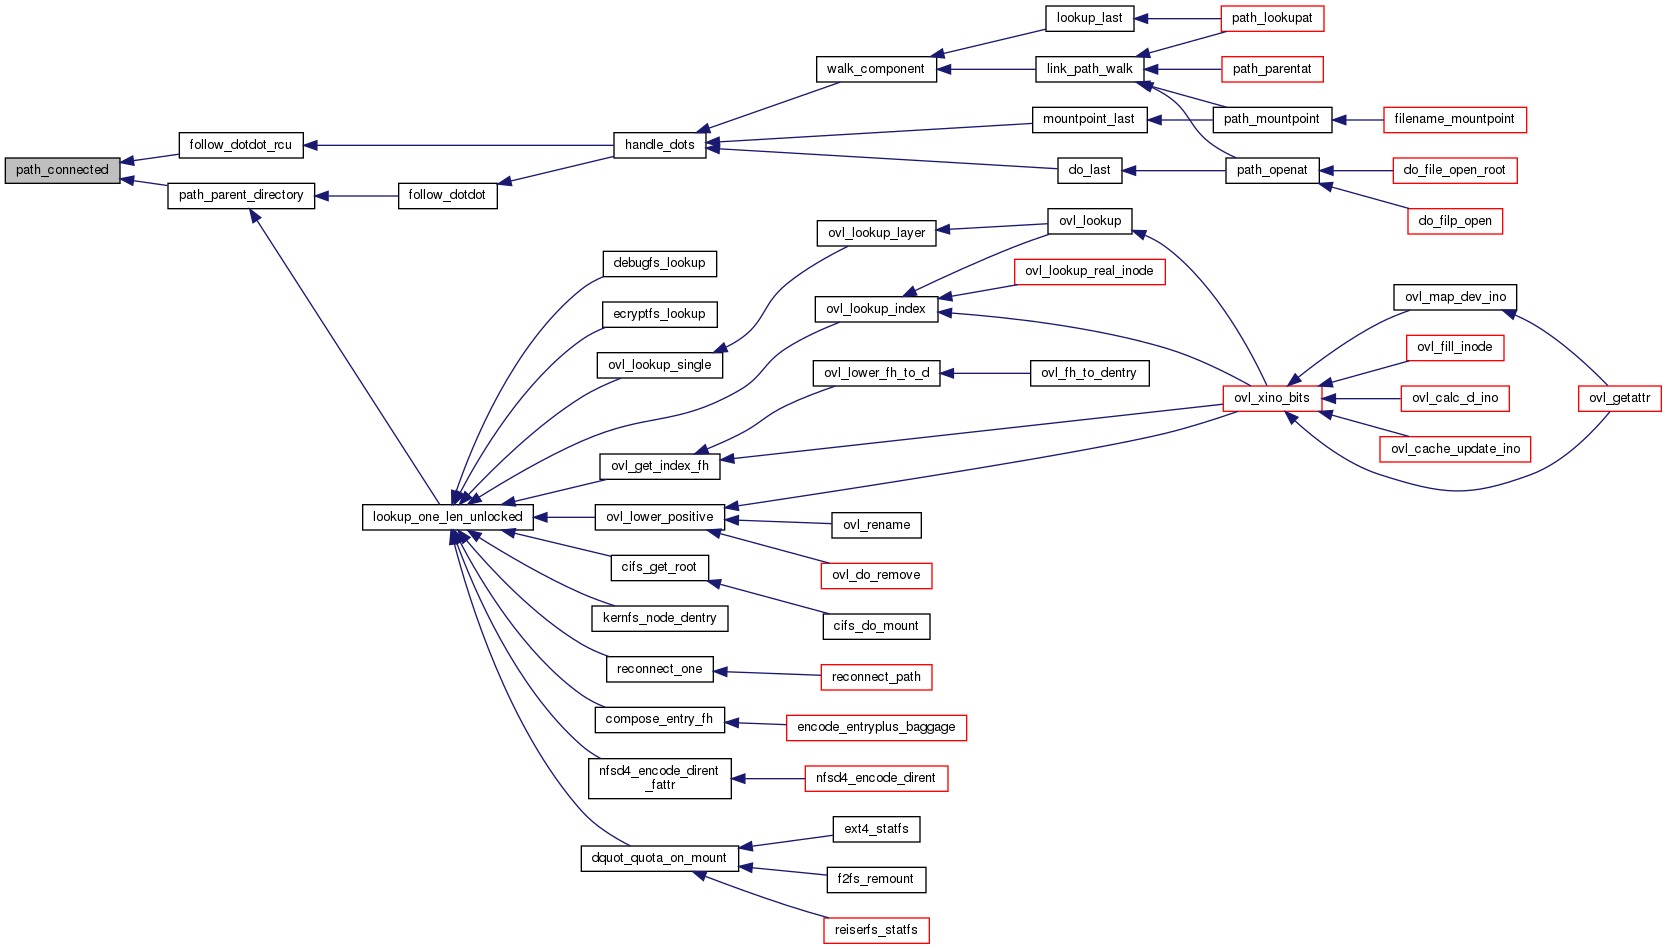 lookup_last
path_lookupat
walk_component
link_path_walk
path_parentat
mountpoint_last
path_mountpoint
filename_mountpoint
follow_dotdot_rcu
handle_dots
path_connected
do_last
path_openat
do_file_open_root
path_parent_directory
follow_dotdot
do_filp_open
ovl_lookup_layer
ovl_lookup
debugfs_lookup
ovl_lookup_real_inode
ecryptfs_lookup
ovl_lookup_index
ovl_map_dev_ino
ovl_lookup_single
ovl_fill_inode
ovl_lower_fh_to_d
ovl_fh_to_dentry
ovl_xino_bits
ovl_calc_d_ino
ovl_getattr
ovl_cache_update_ino
ovl_get_index_fh
lookup_one_len_unlocked
ovl_lower_positive
ovl_rename
cifs_get_root
ovl_do_remove
kernfs_node_dentry
cifs_do_mount
reconnect_one
reconnect_path
compose_entry_fh
encode_entryplus_baggage
nfsd4_encode_dirent
_fattr
nfsd4_encode_dirent
ext4_statfs
dquot_quota_on_mount
f2fs_remount
reiserfs_statfs